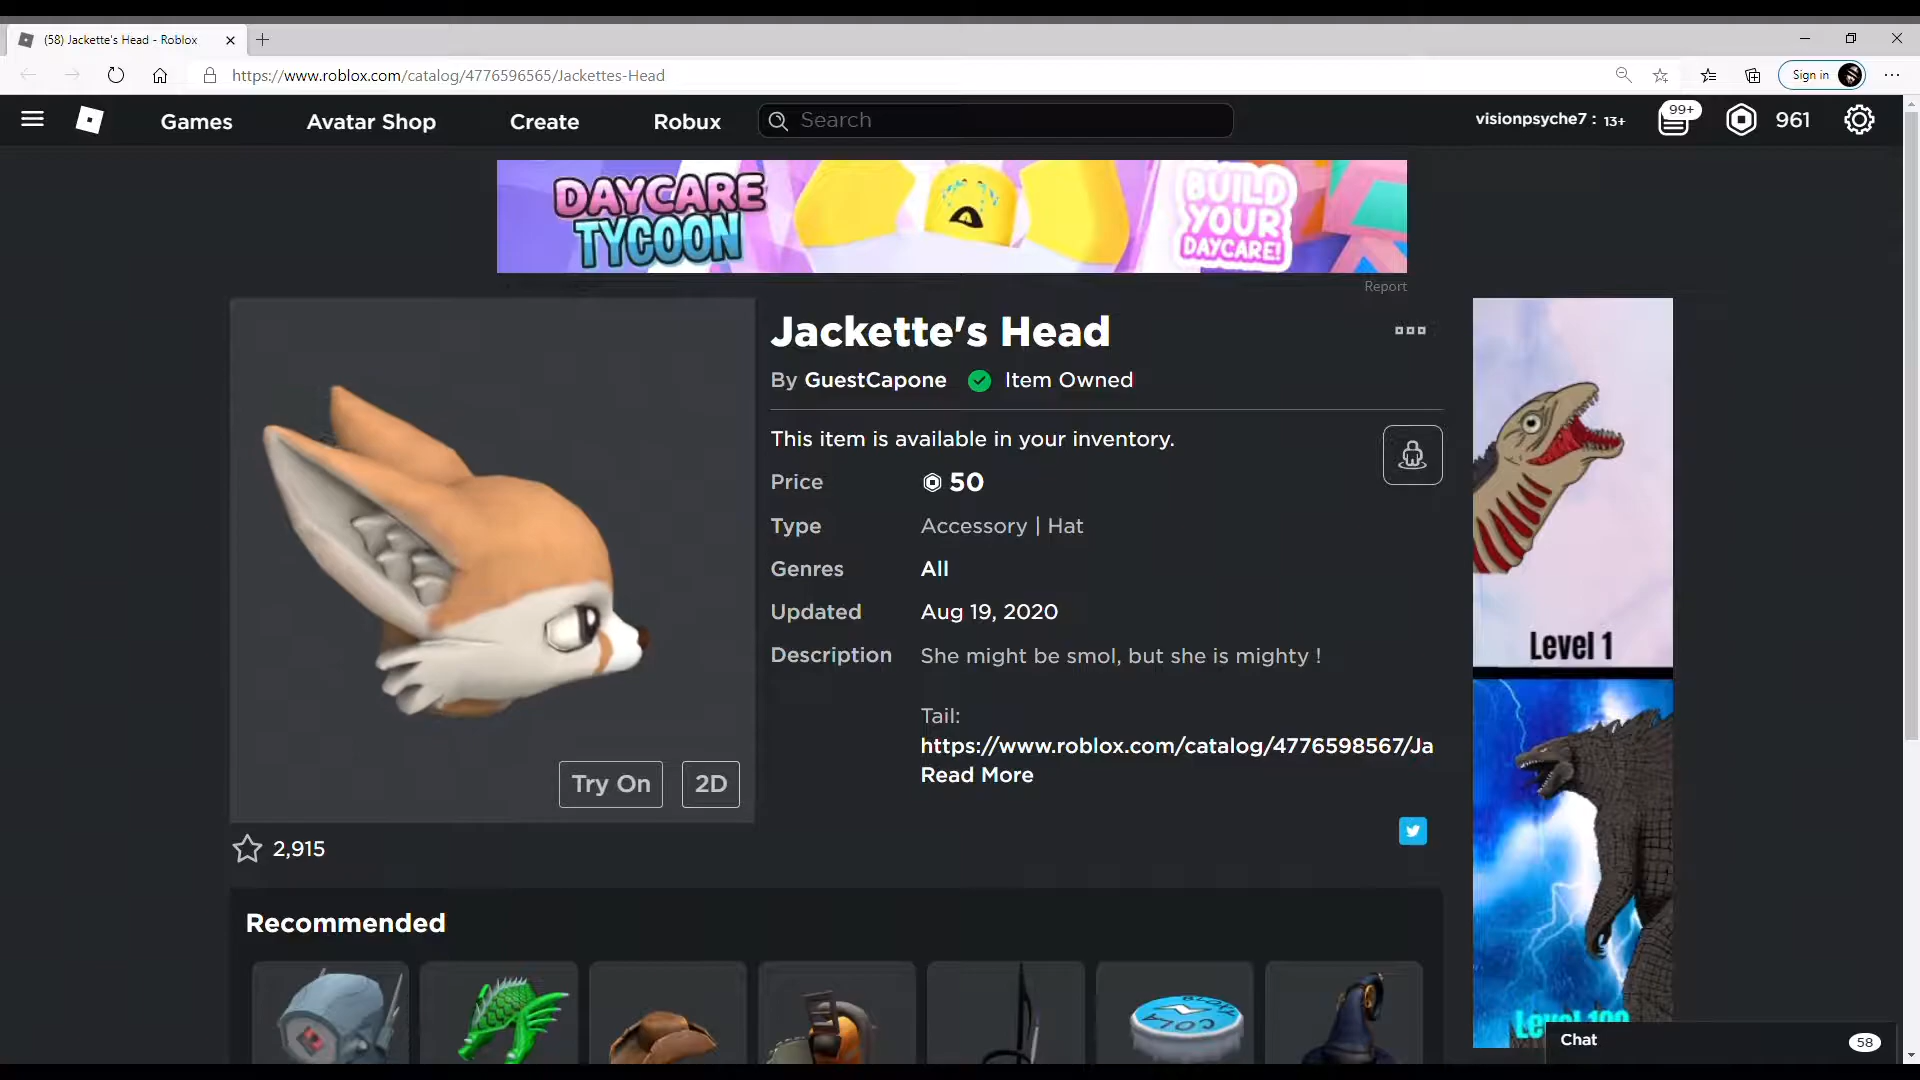 (58) Jackette's Head - Roblox
https://www.roblox.com/catalog/4776596565/Jackettes-Head
Sign in
Games
Avatar Shop
Create
Robux
Search
visionpsyche7 : 13+
99+
961
DAYCARE TYCOON
BUILD YOUR DAYCARE!
Report
Jackette's Head
By GuestCapone
Item Owned
This item is available in your inventory.
Price 50
Type Accessory | Hat
Genres All
Updated Aug 19, 2020
Description She might be smol, but she is mighty !
Tail:
https://www.roblox.com/catalog/4776598567/Ja
Read More
Try On
2D
2,915
Level 1
Level 100
Recommended
BLOXY COLA
Chat
58